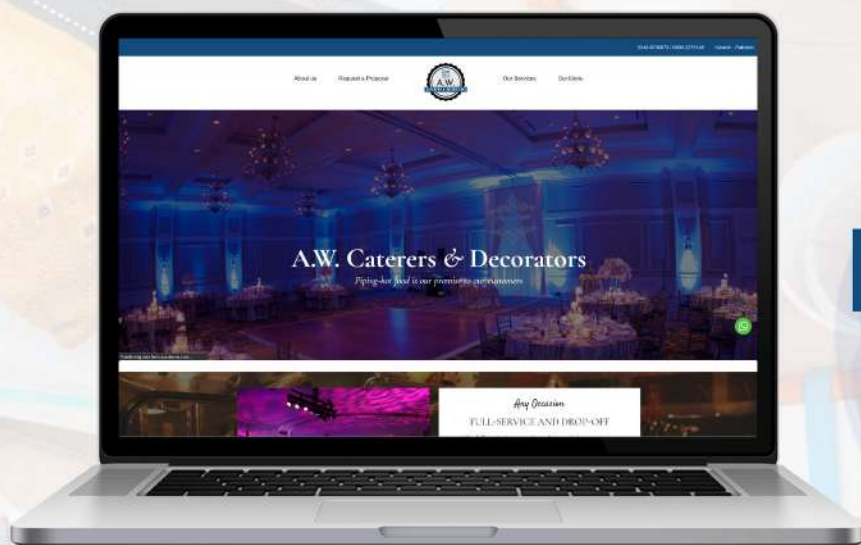 About us Request a Proposal Our Services Our Menu
A.W.
A.W. Caterers & Decorators
Piping-hot food is our promise to our customers
Any Occasion
FULL-SERVICE AND DROP-OFF